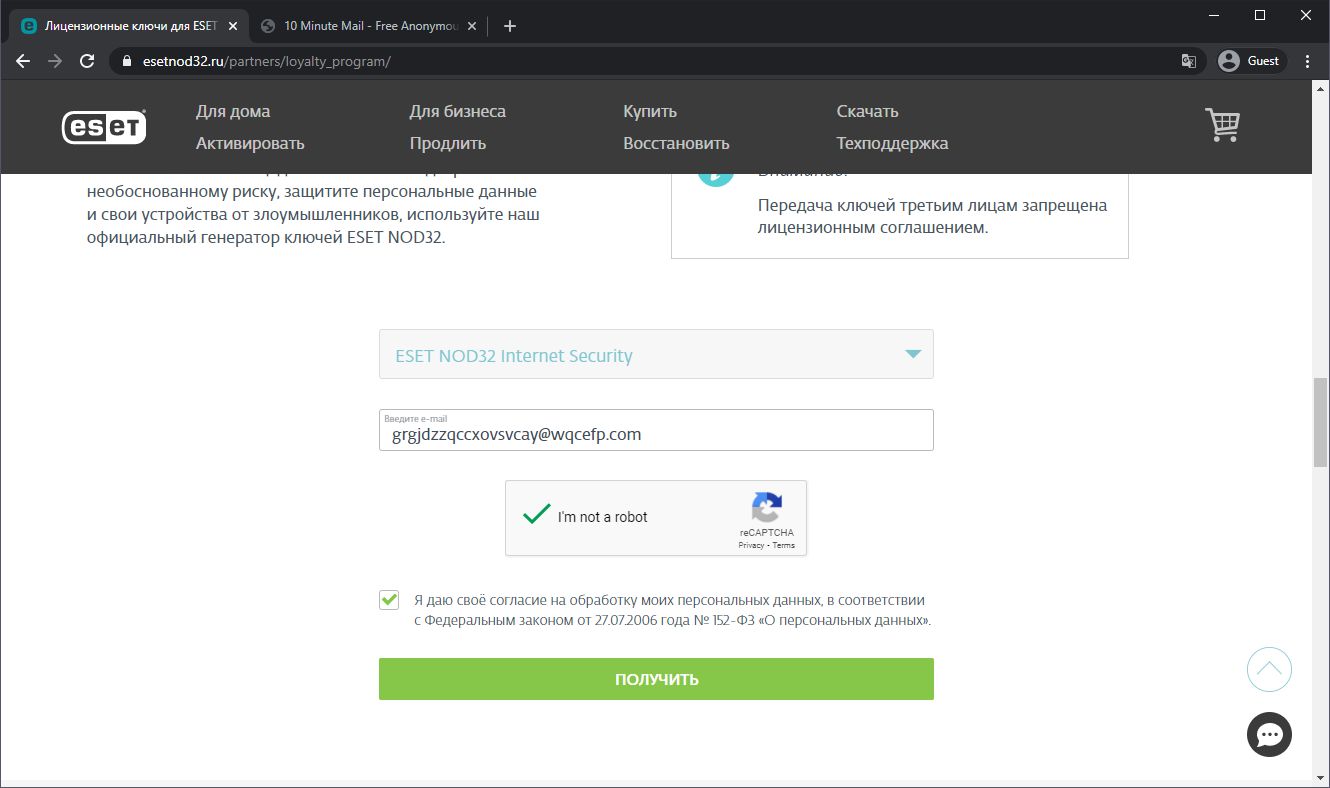 Лицензионные ключи для ESET
10 Minute Mail - Free Anonymou
esetnod32.ru/partners/loyalty_program/
Guest
eseT
Для дома
Для бизнеса
Купить
Скачать
Активировать
Продлить
Восстановить
Техподдержка
необоснованному риску, защитите персональные данные
и свои устройства от злоумышленников, используйте наш
официальный генератор ключей ESET NOD32.
Передача ключей третьим лицам запрещена
лицензионным соглашением.
ESET NOD32 Internet Security
Введите e-mail
grgjdzzqccxovsvcay@wqcefp.com
I'm not a robot
reCAPTCHA
Privacy - Terms
Я даю своё согласие на обработку моих персональных данных, в соответствии
с Федеральным законом от 27.07.2006 года № 152-ФЗ «О персональных данных».
ПОЛУЧИТЬ